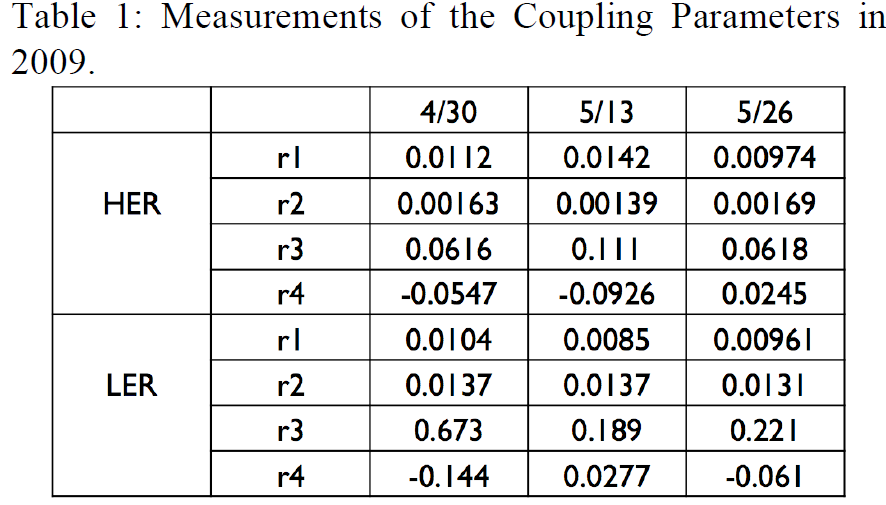 Table 1: Measurements of the Coupling Parameters in
2009.
4/30 5/13 5/26
HER
r1 0.0112 0.0142 0.00974
r2 0.00163 0.00139 0.00169
r3 0.0616 0.111 0.0618
r4 -0.0547 -0.0926 0.0245
LER
r1 0.0104 0.0085 0.00961
r2 0.0137 0.0137 0.0131
r3 0.673 0.189 0.221
r4 -0.144 0.0277 -0.061